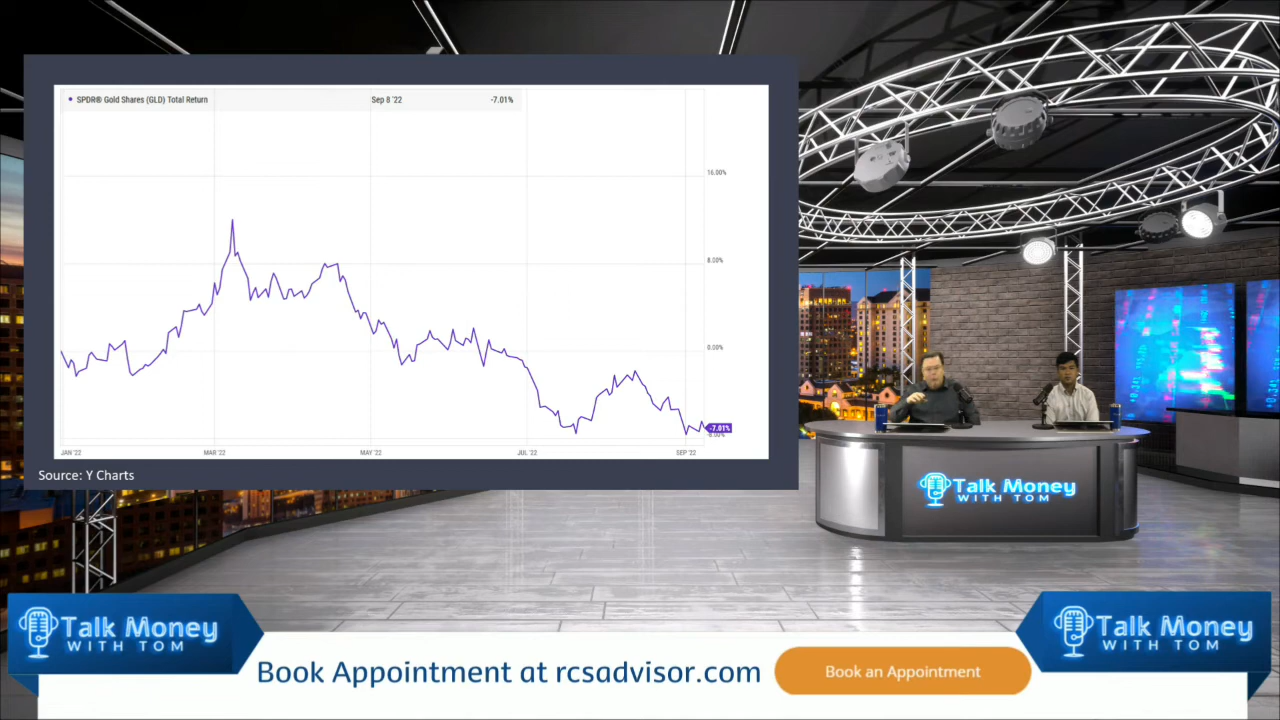 SPDR® Gold Shares (GLD) Total Return Sep 8 '22 -7.01%
16.00%
8.00%
0.00%
-7.01%
-8.00%
JAN '22 MAR '22 MAY '22 JUL '22 SEP '22
Source: Y Charts
Talk Money
WITH TOM
Talk Money
WITH TOM
Book Appointment at rcsadvisor.com
Book an Appointment
Talk Money
WITH TOM